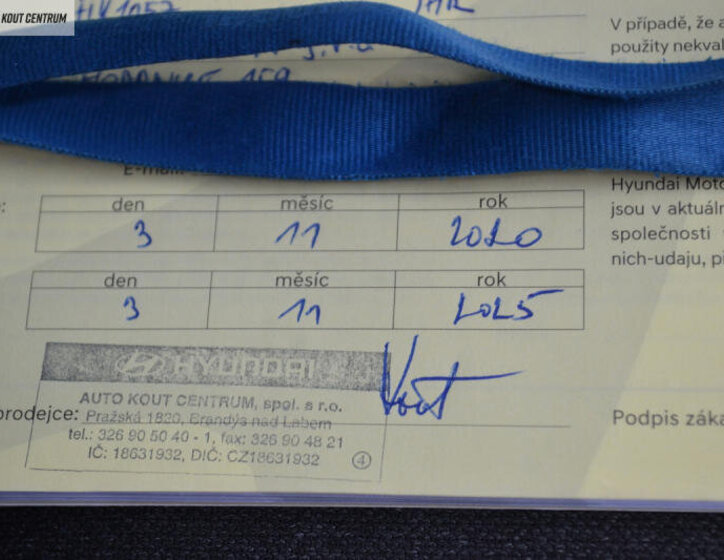 KOUT CENTRUM
V případě, že
použity nekval
E-mail
Hyundai Moto
den měsíc rok
jsou v aktuáln
3 11 2020
společnosti
nich-udaju, p
den měsíc rok
3 11 2025
HYUNDAI
Kout
AUTO KOUT CENTRUM, spol. s r.o.
prodejce: Pražská 1820, Brandýs nad Labem
Podpis záka
tel.: 326 90 50 40 - 1, fax: 326 90 48 21
IČ: 18631932, DIČ: CZ18631932 4